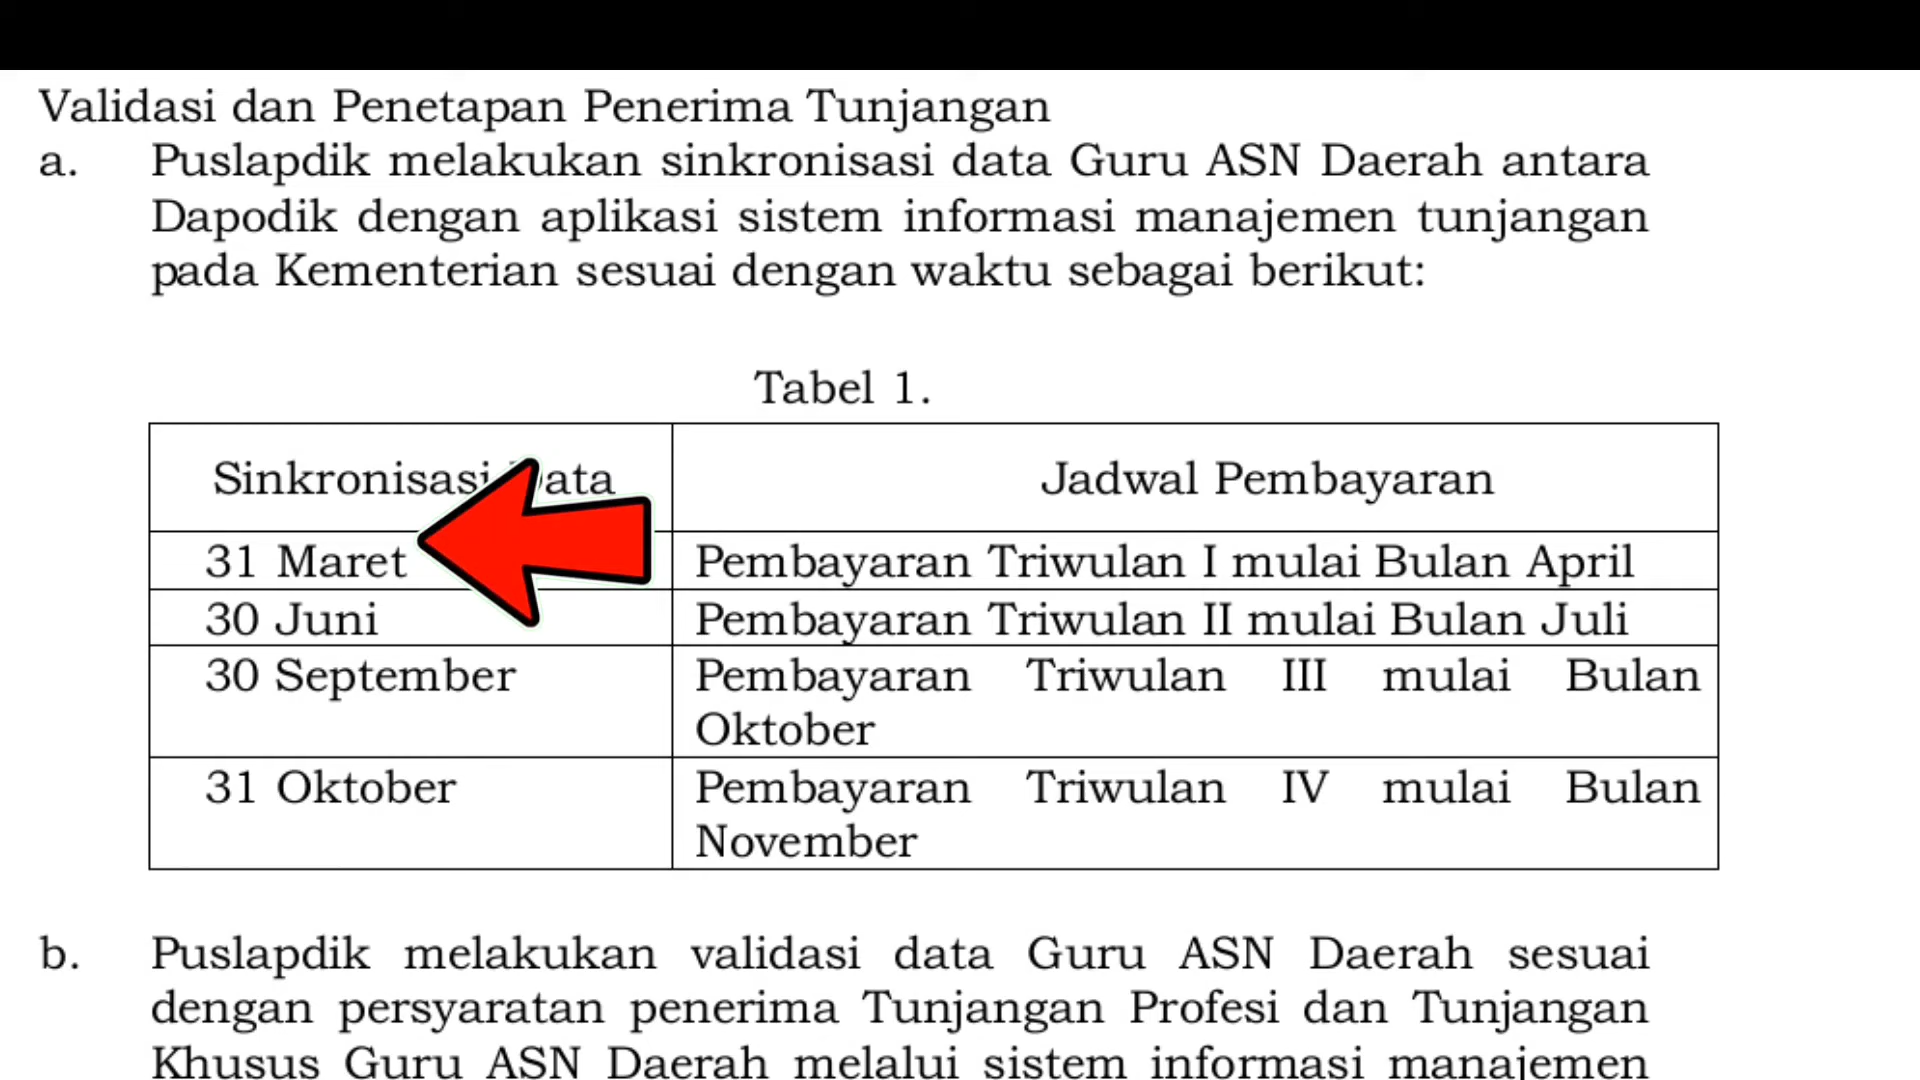 Validasi dan Penetapan Penerima Tunjangan
a. Puslapdik melakukan sinkronisasi data Guru ASN Daerah antara
Dapodik dengan aplikasi sistem informasi manajemen tunjangan
pada Kementerian sesuai dengan waktu sebagai berikut:
Tabel 1.
Sinkronisasi Data Jadwal Pembayaran
31 Maret Pembayaran Triwulan I mulai Bulan April
30 Juni Pembayaran Triwulan II mulai Bulan Juli
30 September Pembayaran Triwulan III mulai Bulan
Oktober
31 Oktober Pembayaran Triwulan IV mulai Bulan
November
b. Puslapdik melakukan validasi data Guru ASN Daerah sesuai
dengan persyaratan penerima Tunjangan Profesi dan Tunjangan
Khusus Guru ASN Daerah melalui sistem informasi manajemen